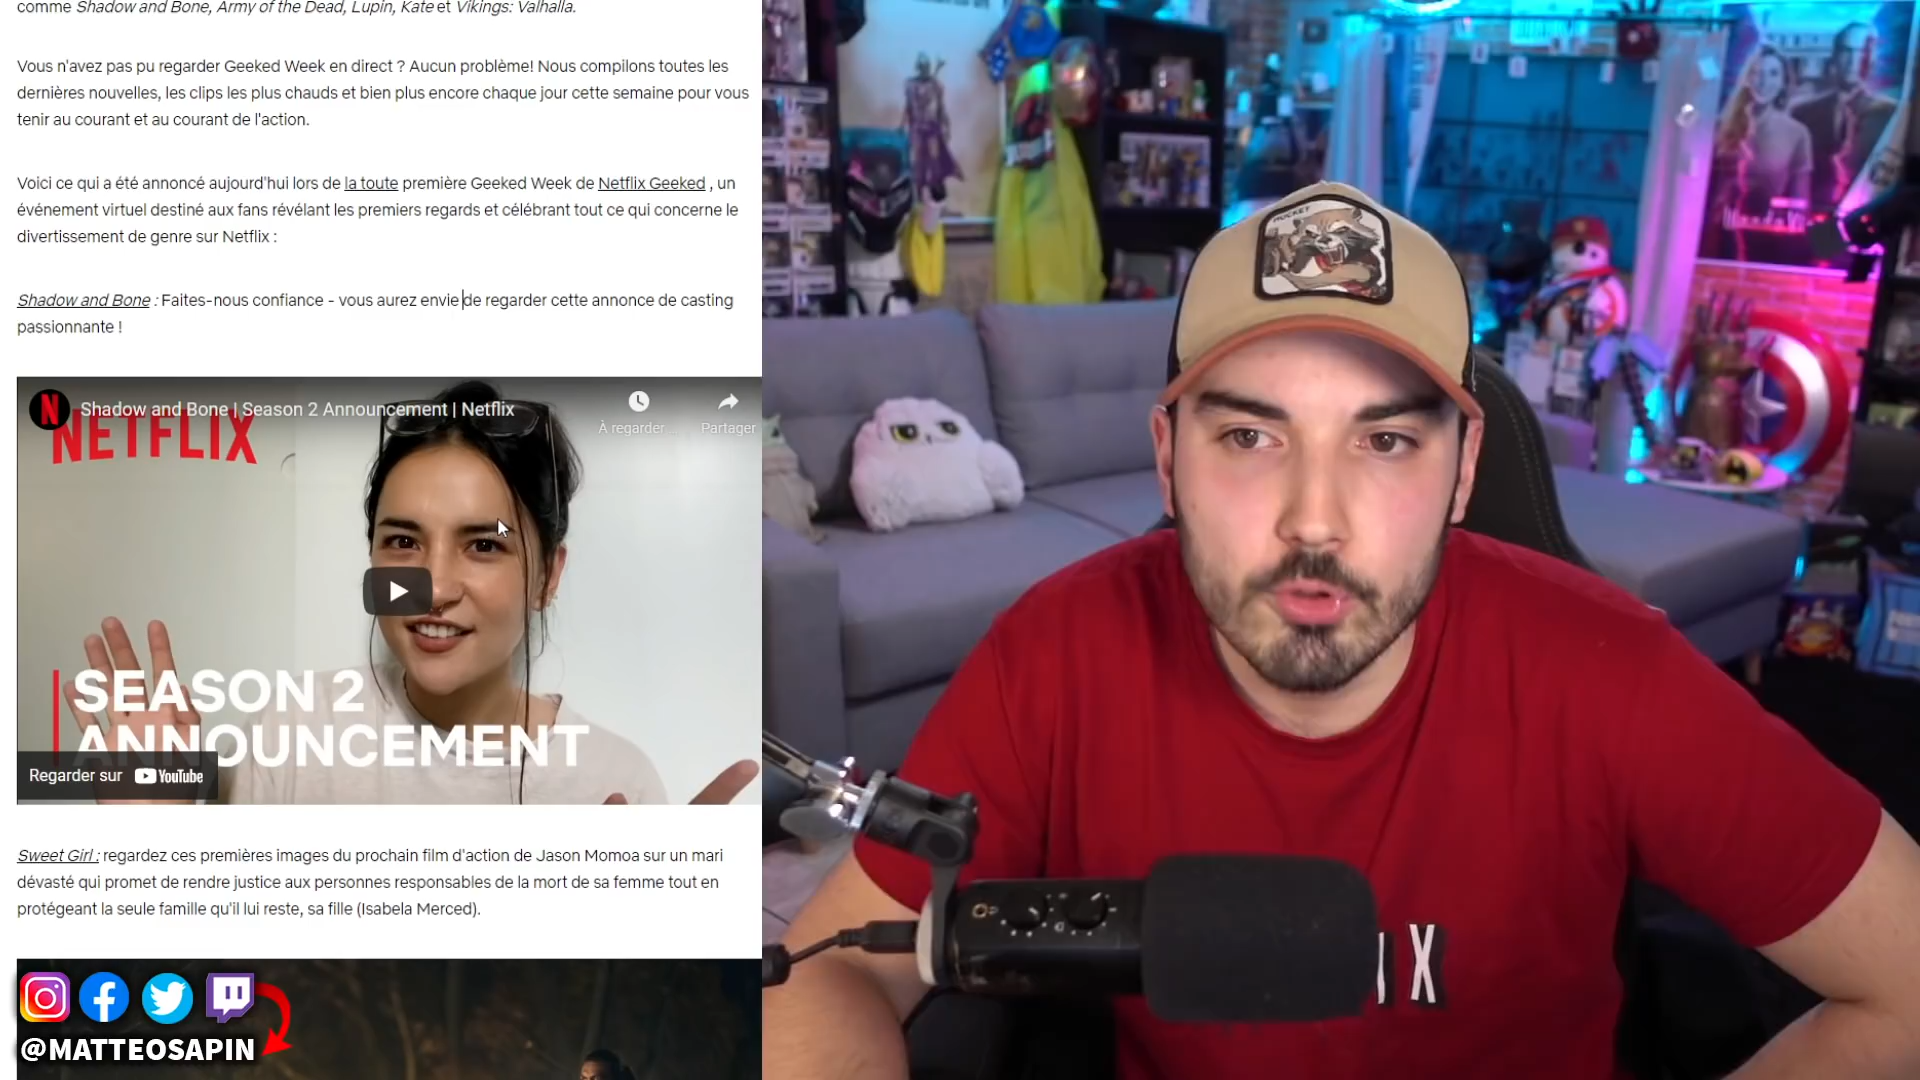 comme Shadow and Bone, Army of the Dead, Lupin, Kate et Vikings: Valhalla.
Vous n'avez pas pu regarder Geeked Week en direct ? Aucun problème! Nous compilons toutes les
dernières nouvelles, les clips les plus chauds et bien plus encore chaque jour cette semaine pour vous
tenir au courant et au courant de l'action.
Voici ce qui a été annoncé aujourd'hui lors de la toute première Geeked Week de Netflix Geeked , un
événement virtuel destiné aux fans révélant les premiers regards et célébrant tout ce qui concerne le
divertissement de genre sur Netflix :
Shadow and Bone : Faites-nous confiance - vous aurez envie de regarder cette annonce de casting
passionnante !
N
Shadow and Bone | Season 2 Announcement | Netflix
À regarder ...
Partager
NETFLIX
SEASON 2
ANNOUNCEMENT
Regarder sur YouTube
Sweet Girl : regardez ces premières images du prochain film d'action de Jason Momoa sur un mari
dévasté qui promet de rendre justice aux personnes responsables de la mort de sa femme tout en
protégeant la seule famille qu'il lui reste, sa fille (Isabela Merced).
@MATTEOSAPIN
ROCKET
IX